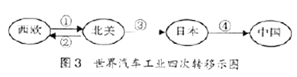 西欧 ① 北美 ③ 日本 ④ 中国
②
图3 世界汽车工业四次转移示图